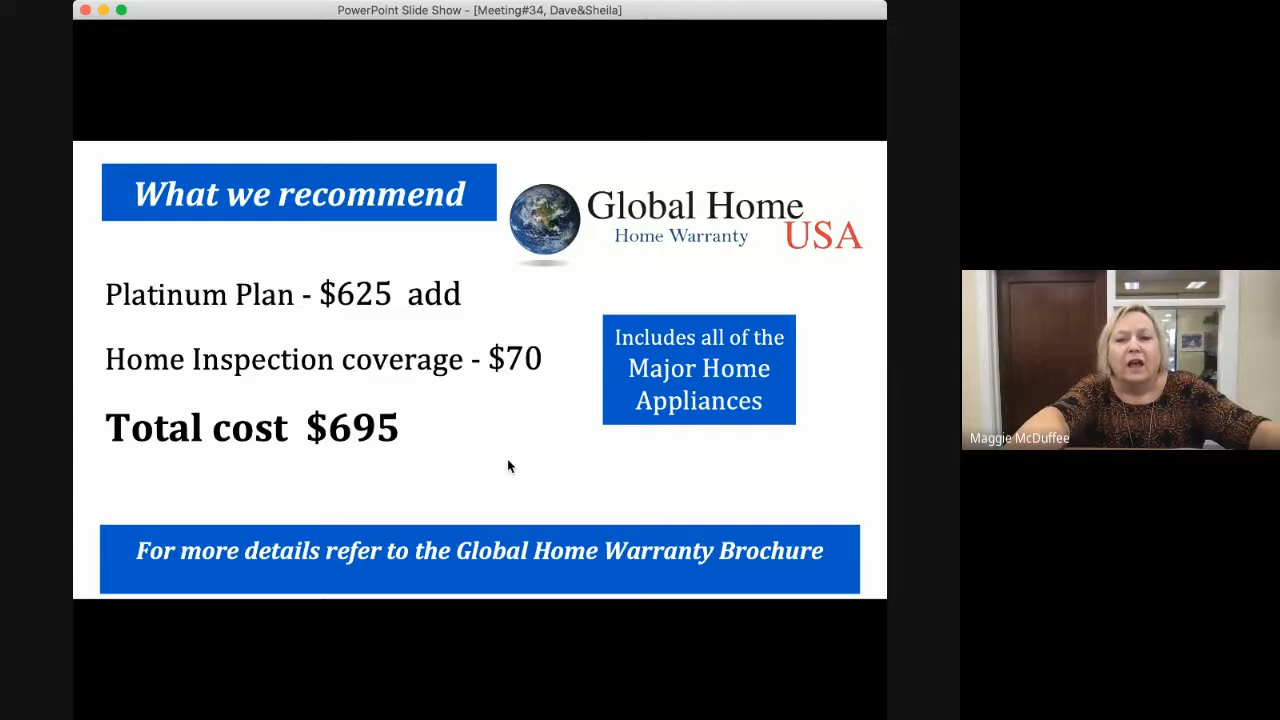 PowerPoint Slide Show - [Meeting#34, Dave&Sheila]
What we recommend
Global Home
Home Warranty
USA
Platinum Plan - $625  add
Home Inspection coverage - $70
Total cost  $695
Includes all of the
Major Home
Appliances
For more details refer to the Global Home Warranty Brochure
Maggie McDuffee